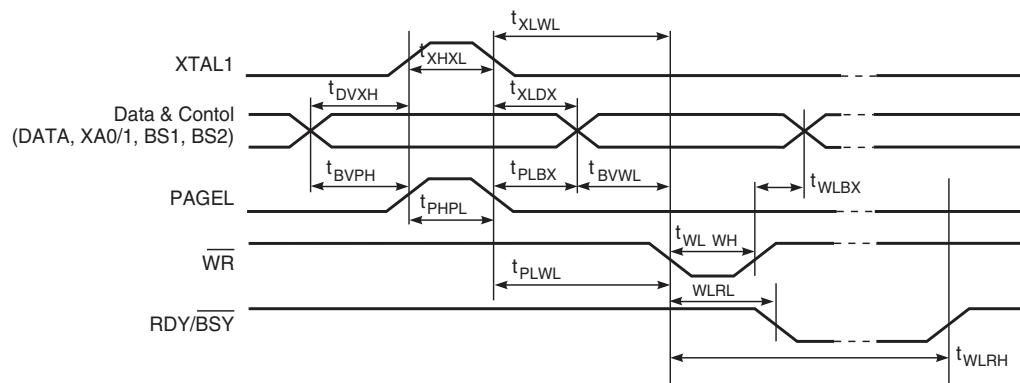 tXLWL
XTAL1
tXHXL
tDVXH
tXLDX
Data & Contol
(DATA, XA0/1, BS1, BS2)
tBVPH
tPLBX
tBVWL
tWLBX
PAGEL
tPHPL
WR
tWL WH
tPLWL
WLRL
RDY/BSY
tWLRH